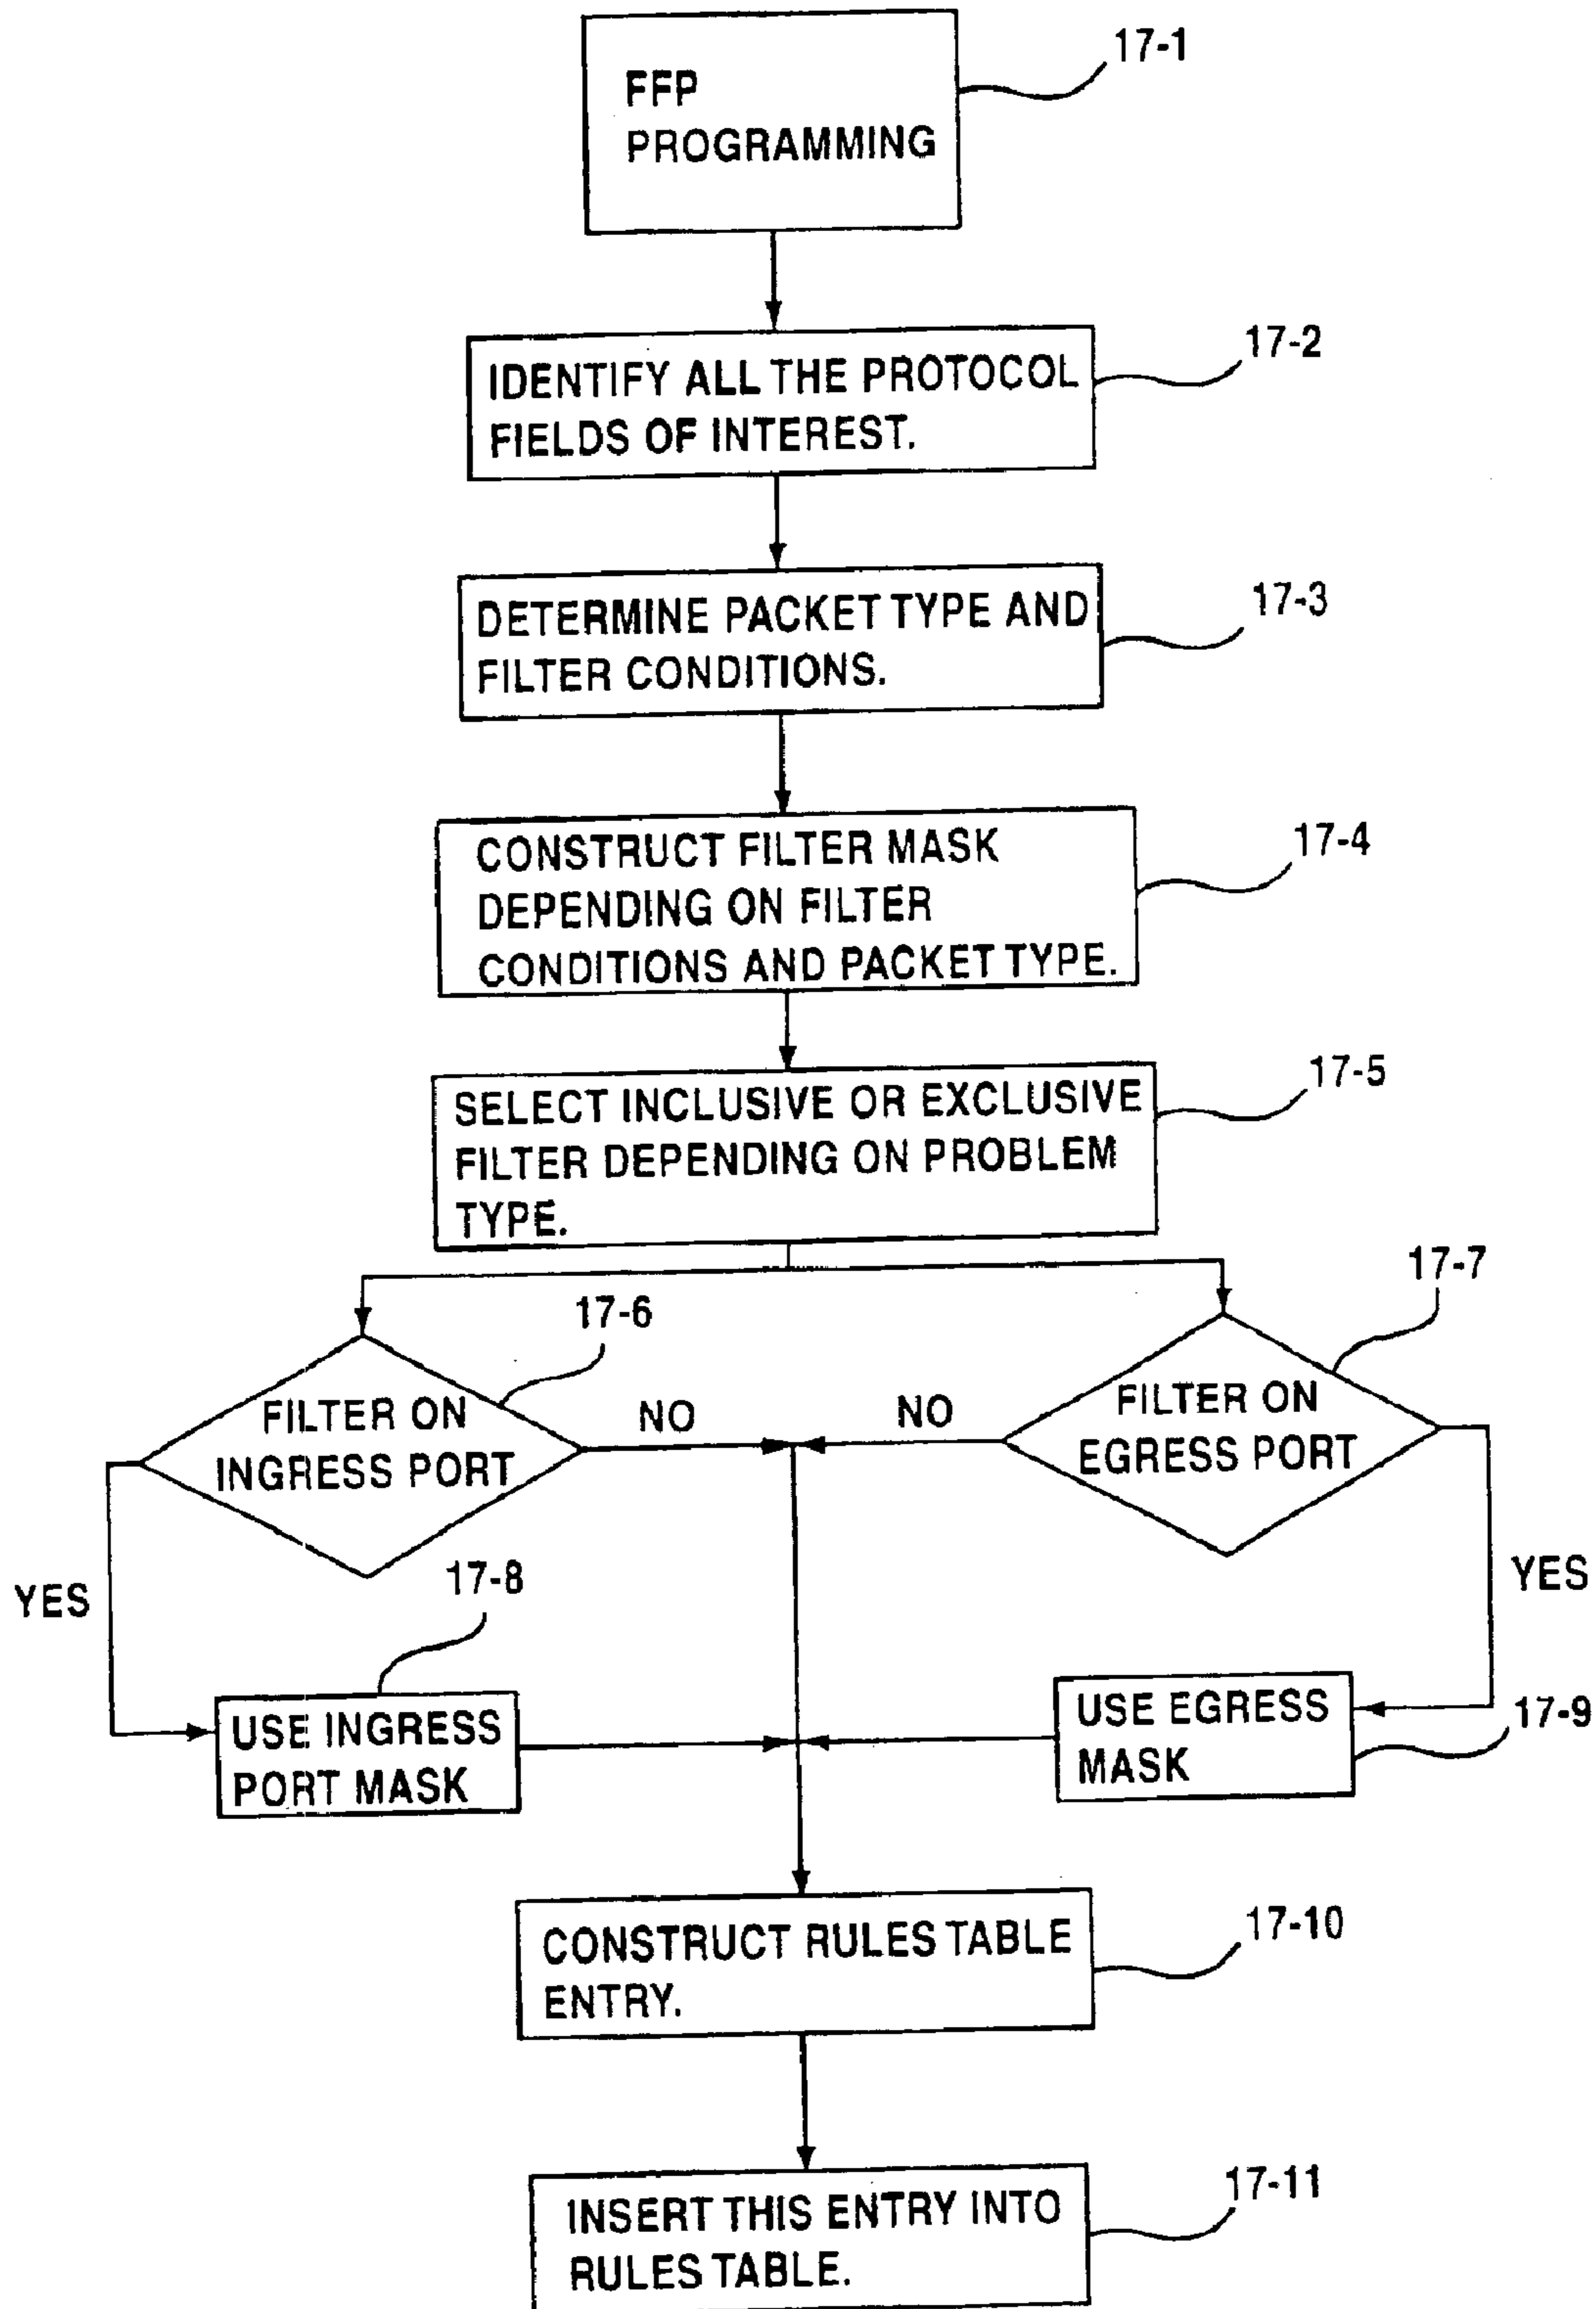 17-1
FFP
PROGRAMMING
17-2
IDENTIFY ALL THE PROTOCOL
FIELDS OF INTEREST.
17-3
DETERMINE PACKET TYPE AND
FILTER CONDITIONS.
17-4
CONSTRUCT FILTER MASK
DEPENDING ON FILTER
CONDITIONS AND PACKET TYPE.
17-5
SELECT INCLUSIVE OR EXCLUSIVE
FILTER DEPENDING ON PROBLEM
TYPE.
17-6
17-7
FILTER ON
INGRESS PORT
NO
NO
FILTER ON
EGRESS PORT
YES
YES
17-8
USE INGRESS
PORT MASK
USE EGRESS
MASK
17-9
CONSTRUCT RULES TABLE
ENTRY.
17-10
INSERT THIS ENTRY INTO
RULES TABLE.
17-11